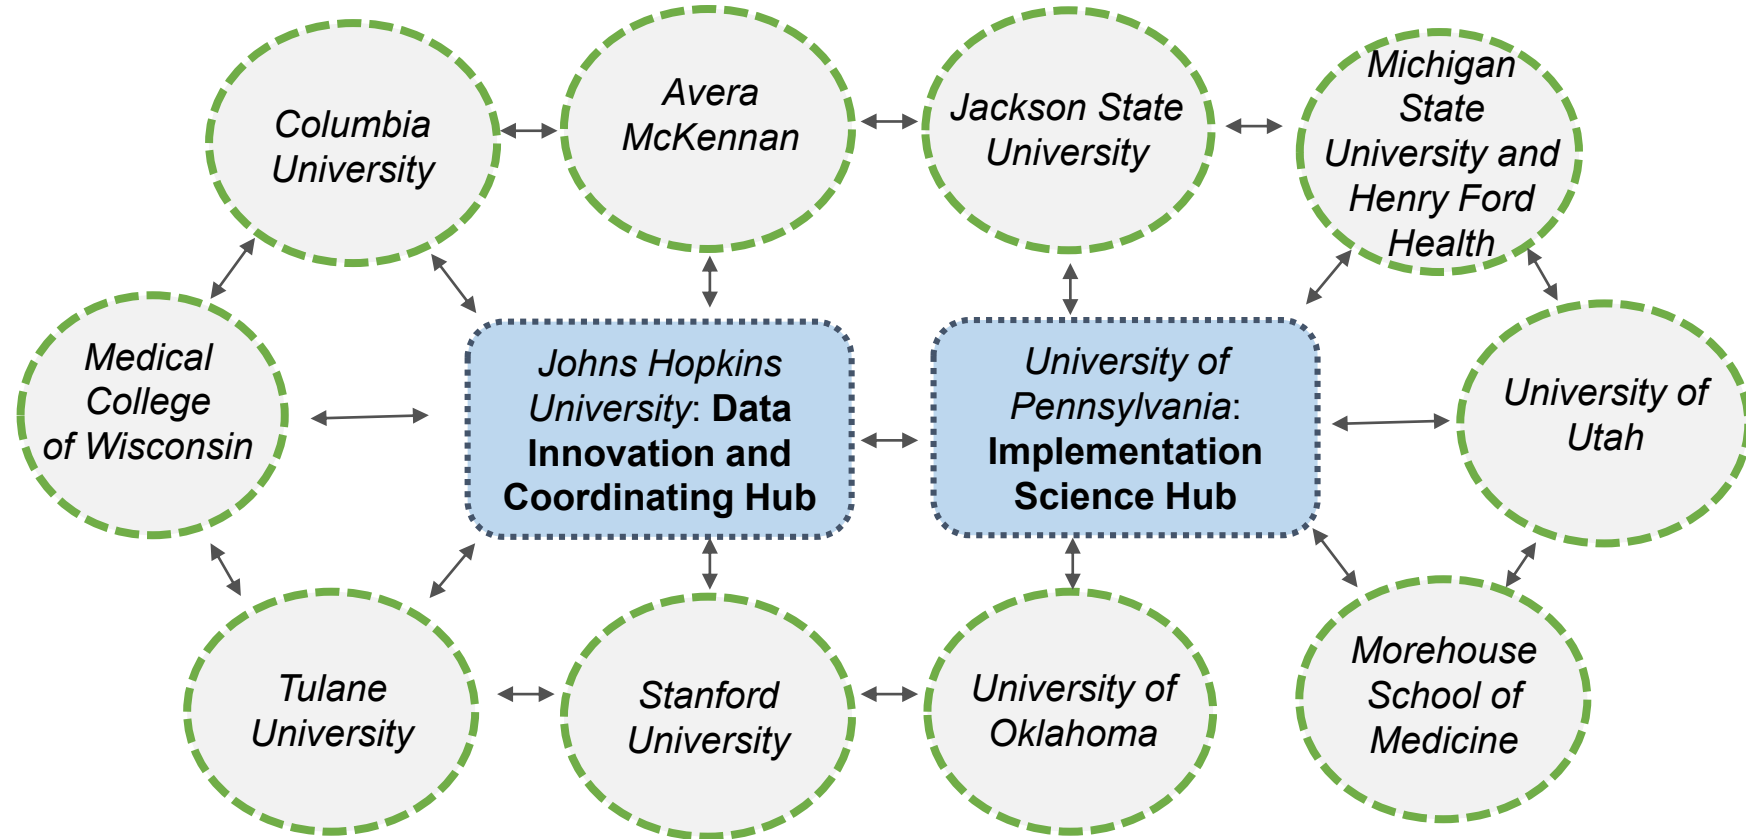 Columbia
University
Avera
McKennan
Jackson State
University
Michigan
State
University and
Henry Ford
Health
Medical
College
of Wisconsin
Johns Hopkins
University: Data
Innovation and
Coordinating Hub
University of
Pennsylvania:
Implementation
Science Hub
University of
Utah
Tulane
University
Stanford
University
University of
Oklahoma
Morehouse
School of
Medicine